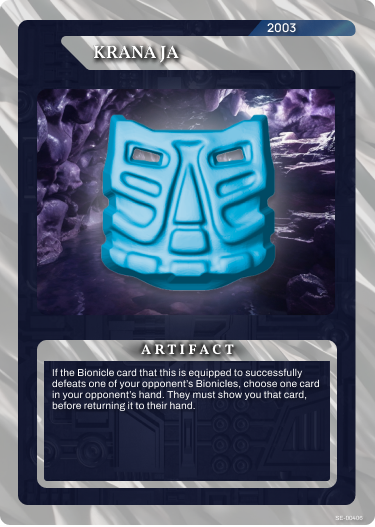 2003
KRANA JA
ARTIFACT
If the Bionicle card that this is equipped to successfully
defeats one of your opponent's Bionicles, choose one card
in your opponent's hand. They must show you that card,
before returning it to their hand.
SE-00406